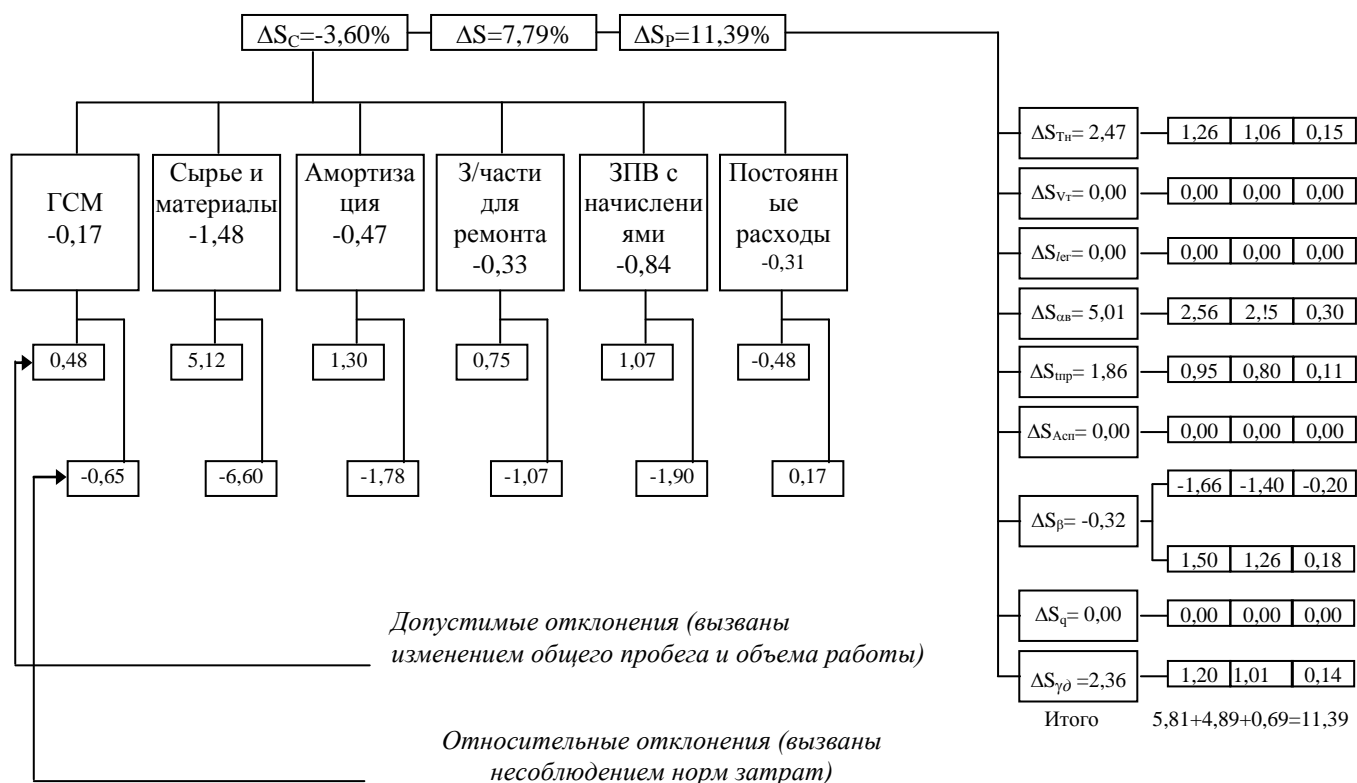 ΔSC=-3,60%
ΔS=7,79%
ΔSP=11,39%
ГСМ
-0,17
Сырье и
материалы
-1,48
Амортиза
ция
-0,47
З/части
для
ремонта
-0,33
ЗПВ с
начислени
ями
-0,84
Постоянн
ые
расходы
-0,31
0,48
5,12
1,30
0,75
1,07
-0,48
-0,65
-6,60
-1,78
-1,07
-1,90
0,17
Допустимые отклонения (вызваны
изменением общего пробега и объема работы)
Относительные отклонения (вызваны
несоблюдением норм затрат)
ΔSТн= 2,47 1,26 1,06 0,15
ΔSVт= 0,00 0,00 0,00 0,00
ΔSlег= 0,00 0,00 0,00 0,00
ΔSαв= 5,01 2,56 2,!5 0,30
ΔStпр= 1,86 0,95 0,80 0,11
ΔSАсп= 0,00 0,00 0,00 0,00
ΔSβ= -0,32
-1,66 -1,40 -0,20
1,50 1,26 0,18
ΔSq= 0,00 0,00 0,00 0,00
ΔSγд =2,36 1,20 1,01 0,14
Итого 5,81+4,89+0,69=11,39